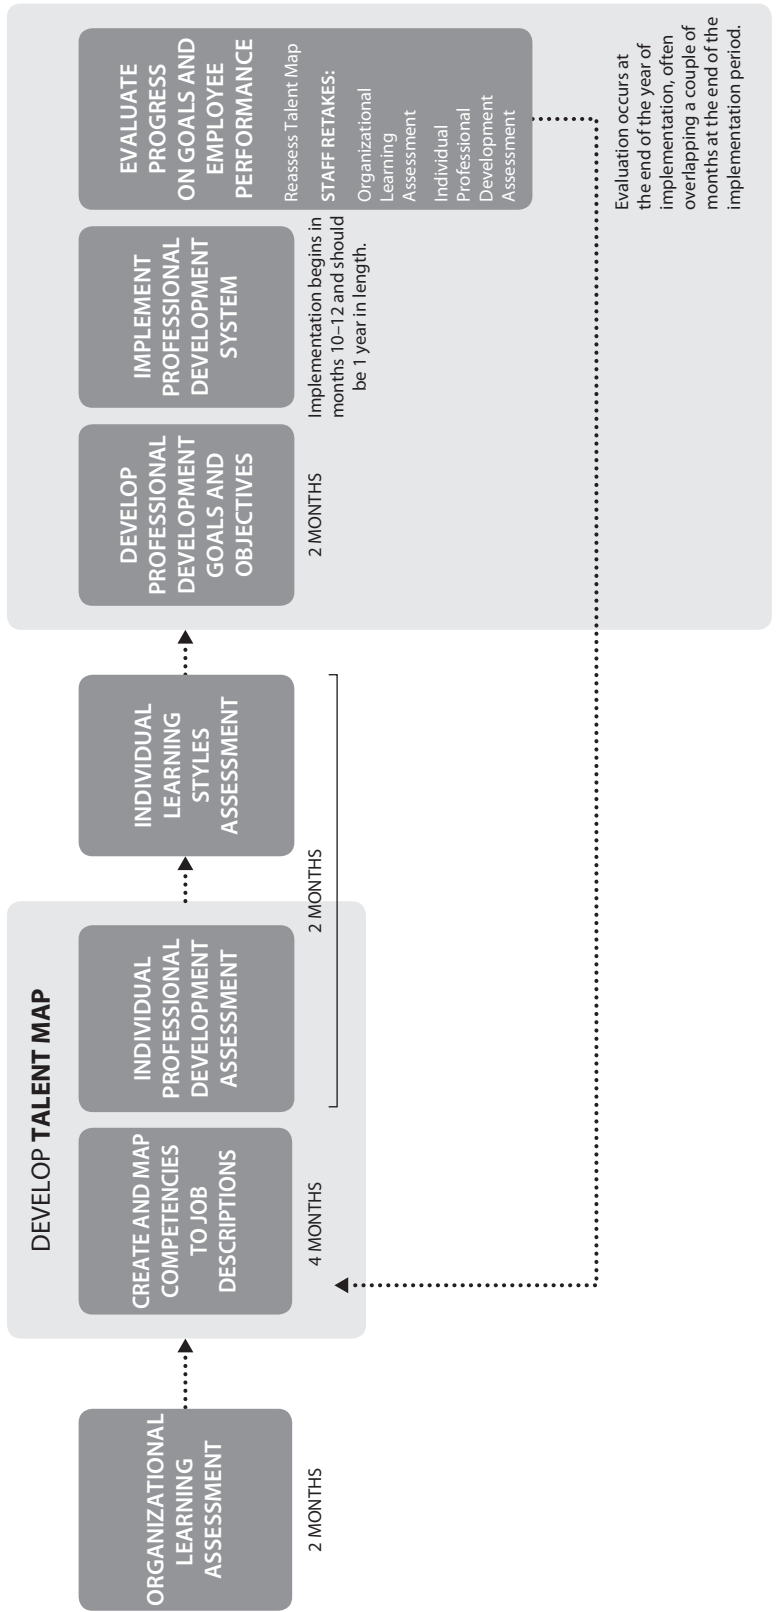 ORGANIZATIONAL
LEARNING
ASSESSMENT
2 MONTHS
DEVELOP TALENT MAP
CREATE AND MAP
COMPETENCIES
TO JOB
DESCRIPTIONS
4 MONTHS
INDIVIDUAL
PROFESSIONAL
DEVELOPMENT
ASSESSMENT
2 MONTHS
INDIVIDUAL
LEARNING
STYLES
ASSESSMENT
DEVELOP
PROFESSIONAL
DEVELOPMENT
GOALS AND
OBJECTIVES
2 MONTHS
IMPLEMENT
PROFESSIONAL
DEVELOPMENT
SYSTEM
Implementation begins in
months 10–12 and should
be 1 year in length.
EVALUATE
PROGRESS
ON GOALS AND
EMPLOYEE
PERFORMANCE
Reassess Talent Map
STAFF RETAKES:
Organizational
Learning
Assessment
Individual
Professional
Development
Assessment
Evaluation occurs at
the end of the year of
implementation, often
overlapping a couple of
months at the end of the
implementation period.